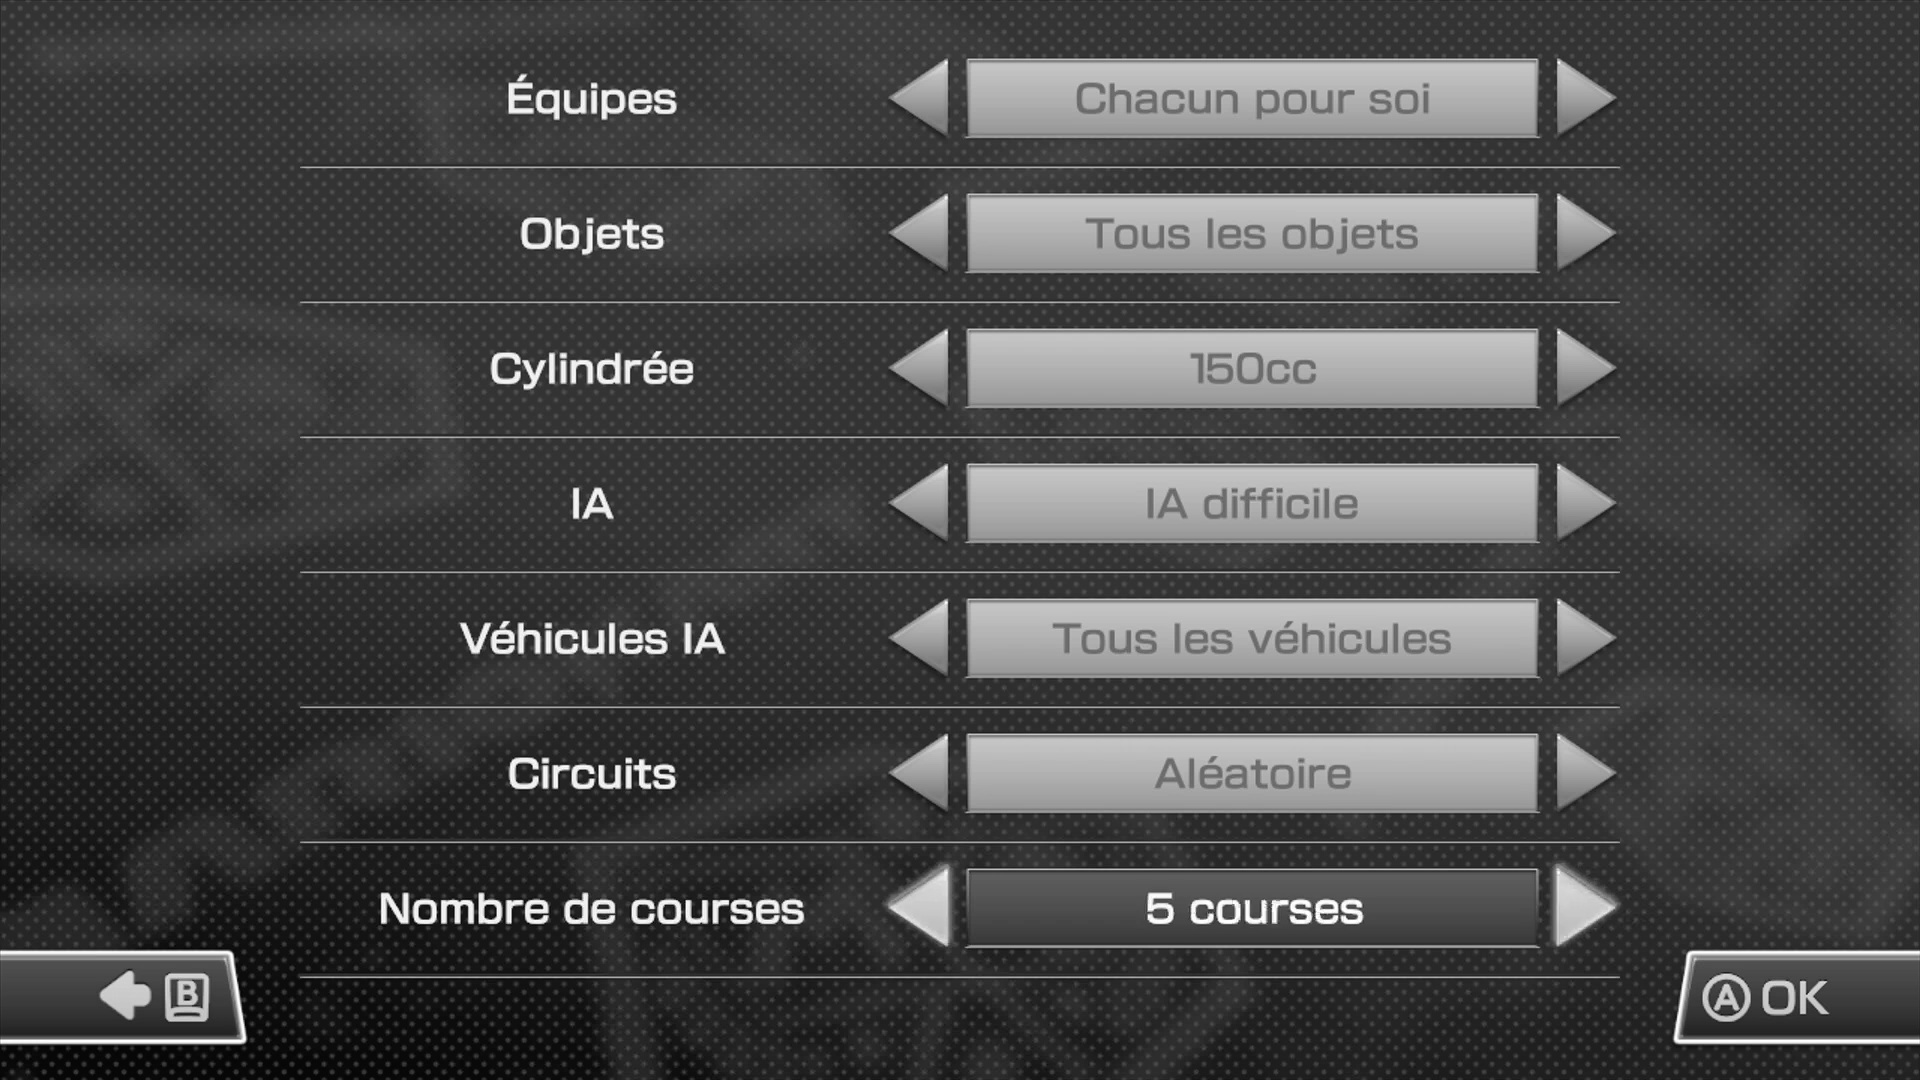 Équipes
Chacun pour soi
Objets
Tous les objets
Cylindrée
150cc
IA
IA difficile
Véhicules IA
Tous les véhicules
Circuits
Aléatoire
Nombre de courses
5 courses
B
A OK